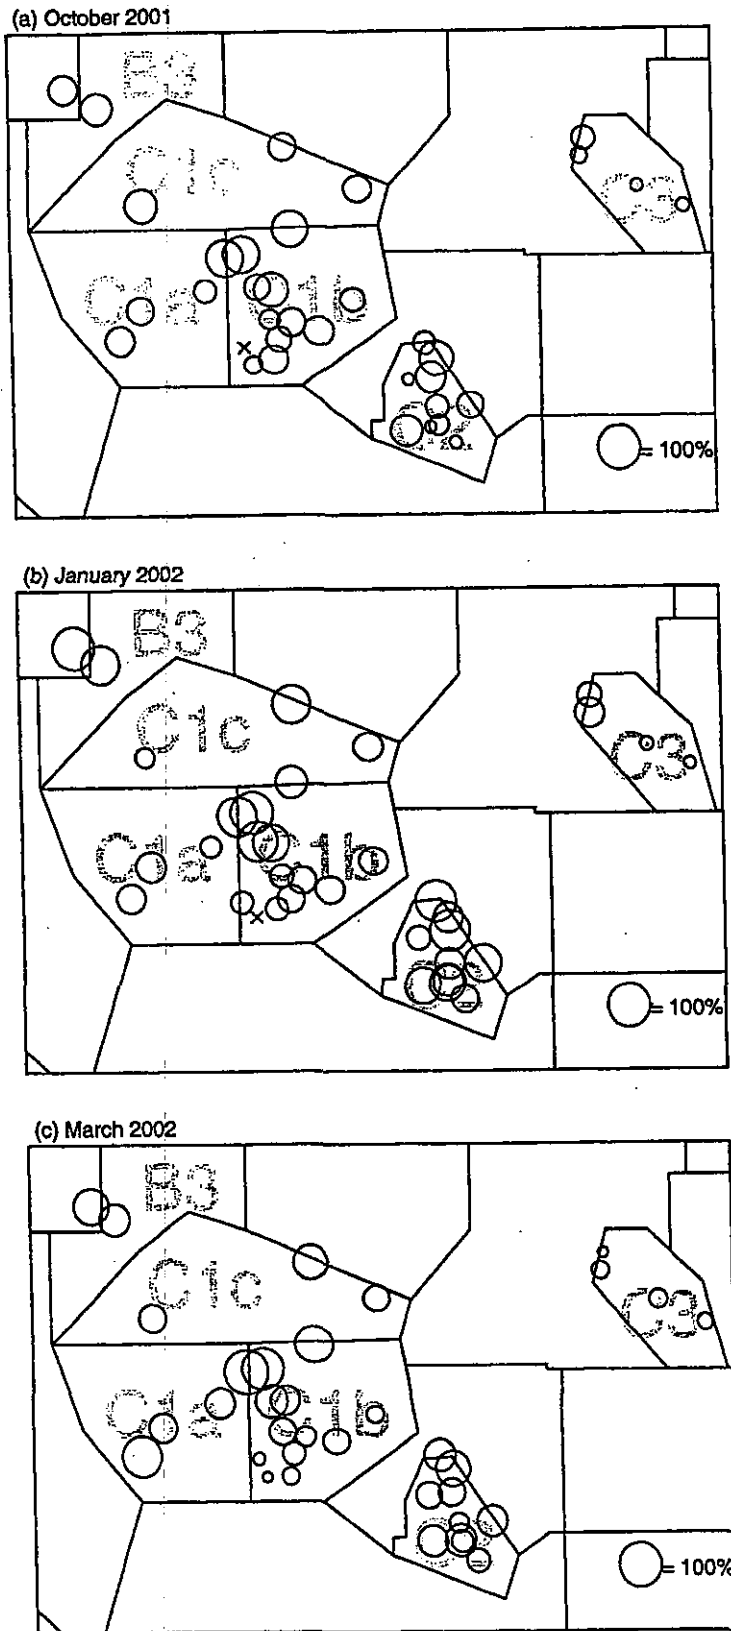 (a) October 2001
B3
C1c
C3
C1a C1b
C2
= 100%
(b) January 2002
B3
C1c
C3
C1a C1b
= 100%
(c) March 2002
B3
C1c
C3
C1a C1b
= 100%